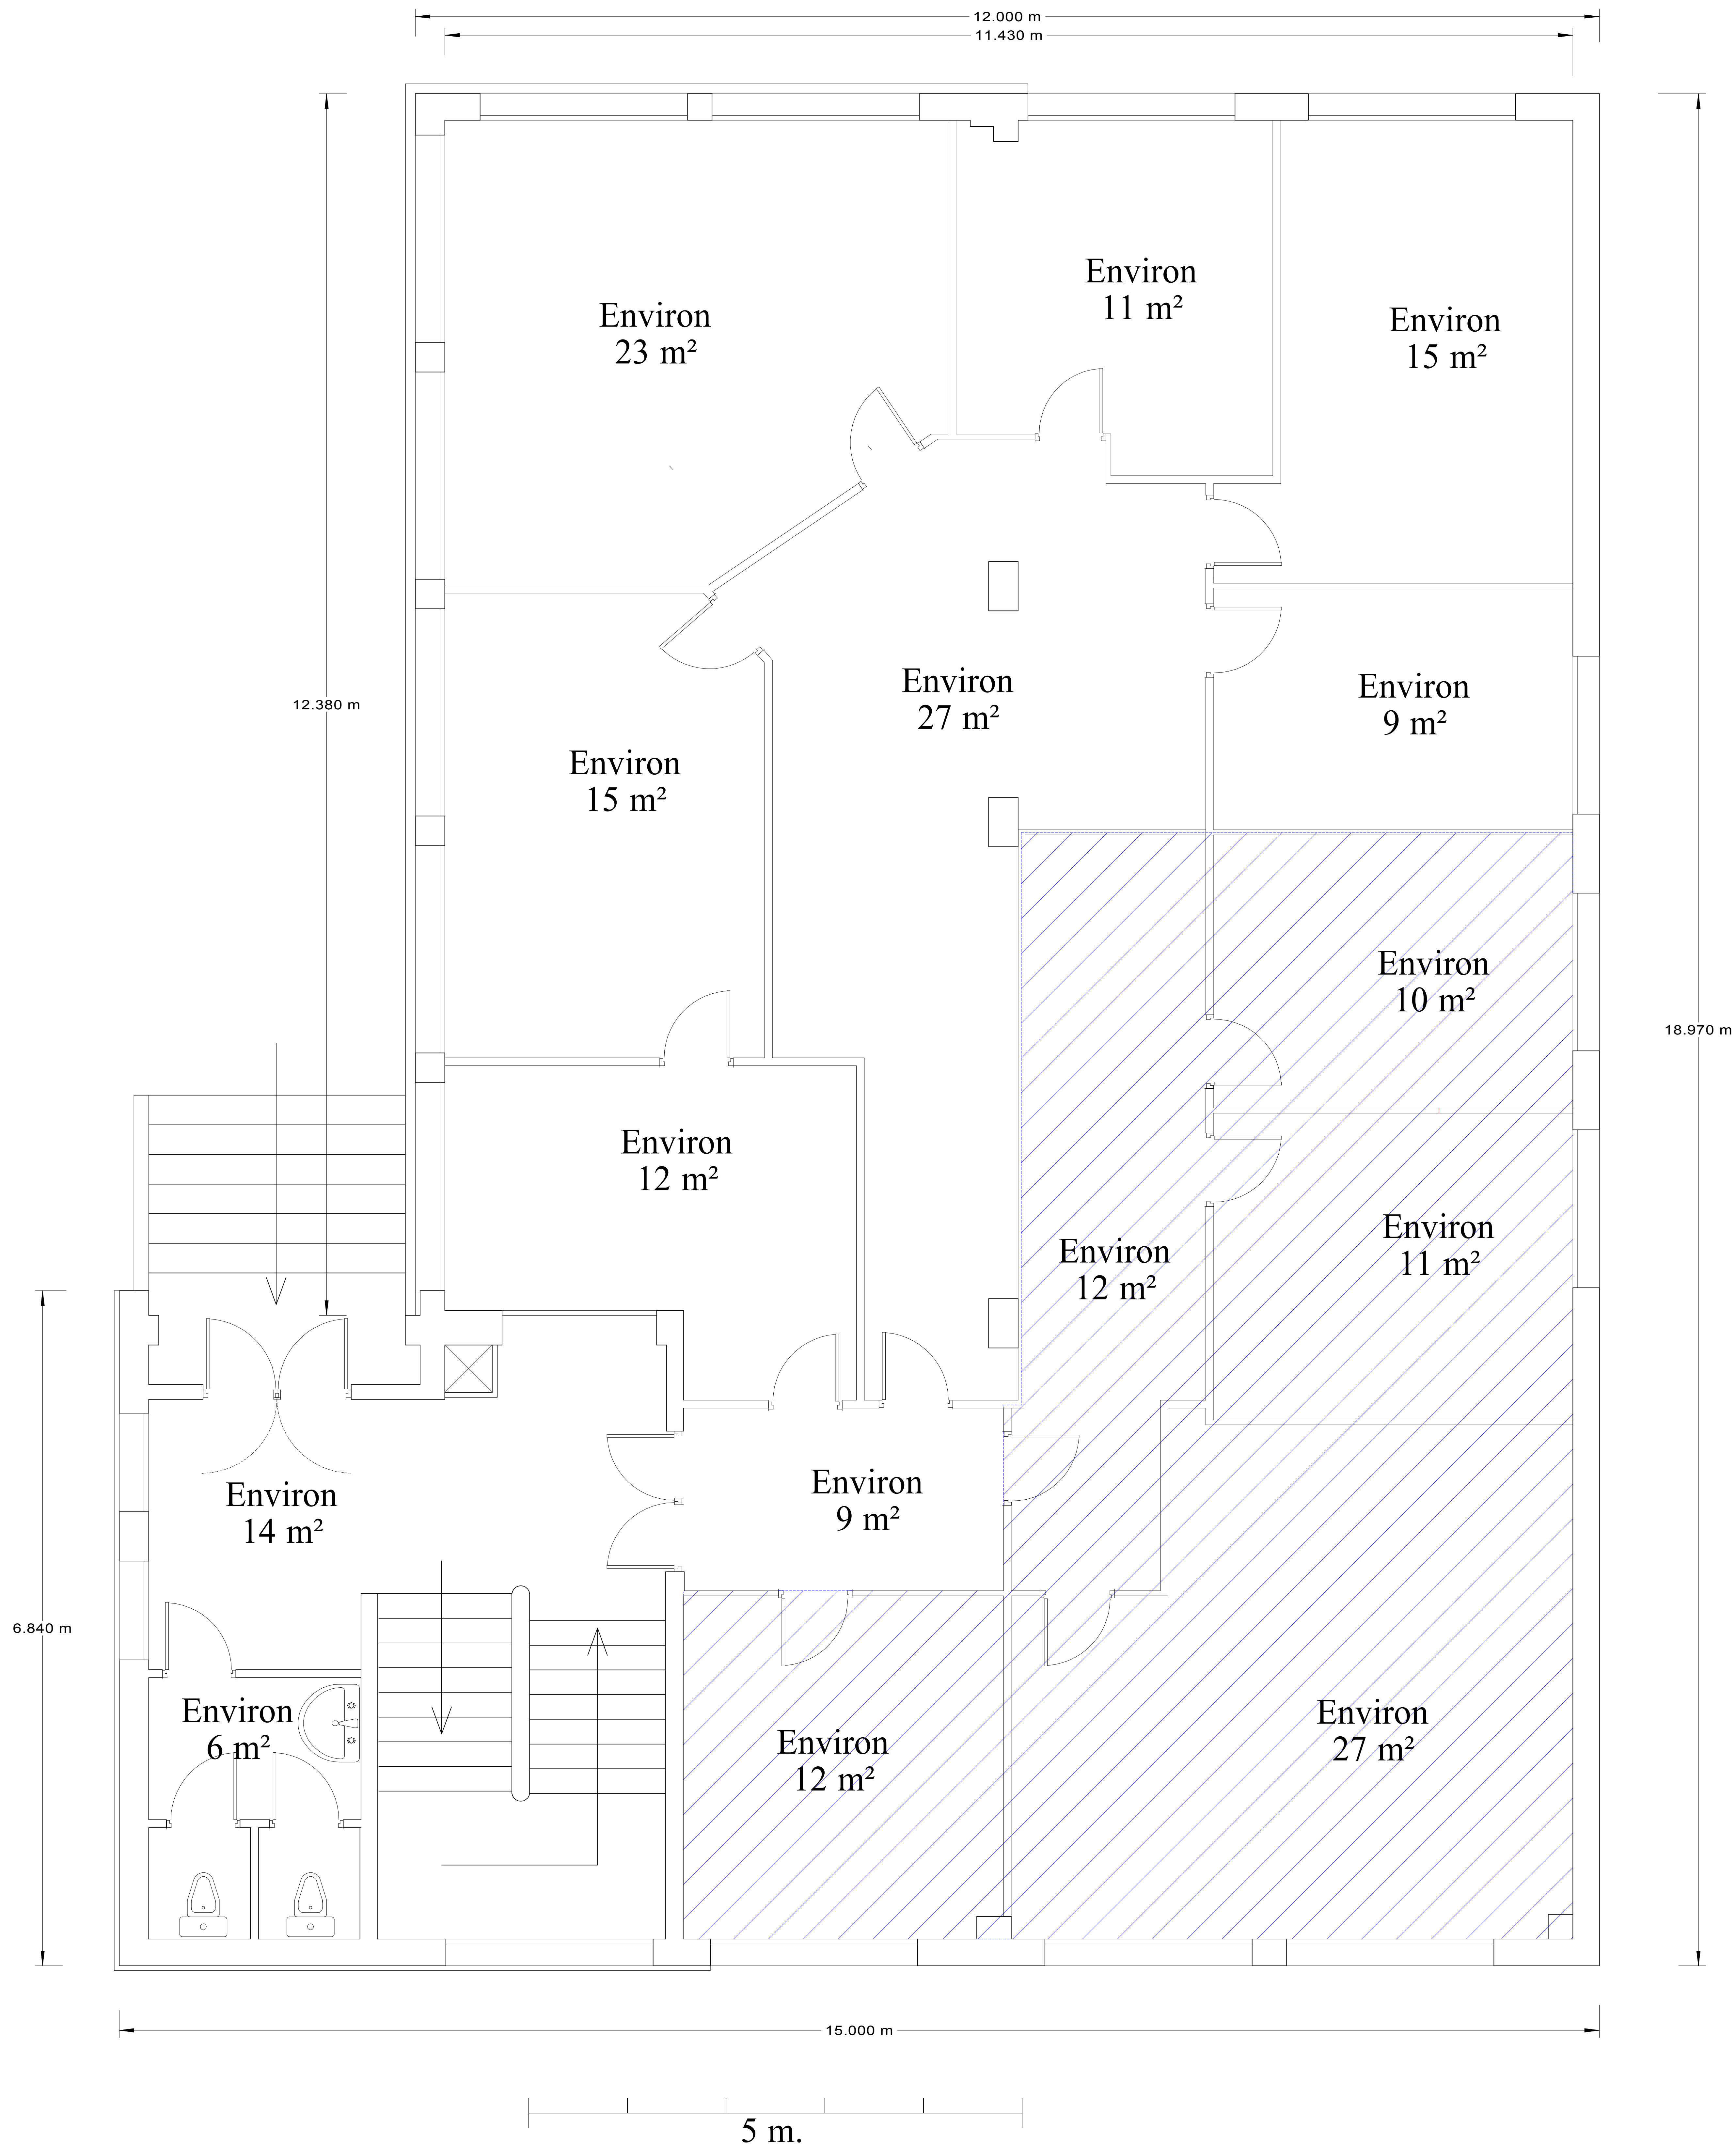 12.000 m
11.430 m
Environ
11 m²
Environ
23 m²
Environ
15 m²
12.380 m
Environ
27 m²
Environ
9 m²
Environ
15 m²
Environ
10 m²
18.970 m
Environ
12 m²
Environ
11 m²
Environ
12 m²
Environ
9 m²
Environ
14 m²
6.840 m
Environ
6 m²
Environ
12 m²
Environ
27 m²
15.000 m
5 m.